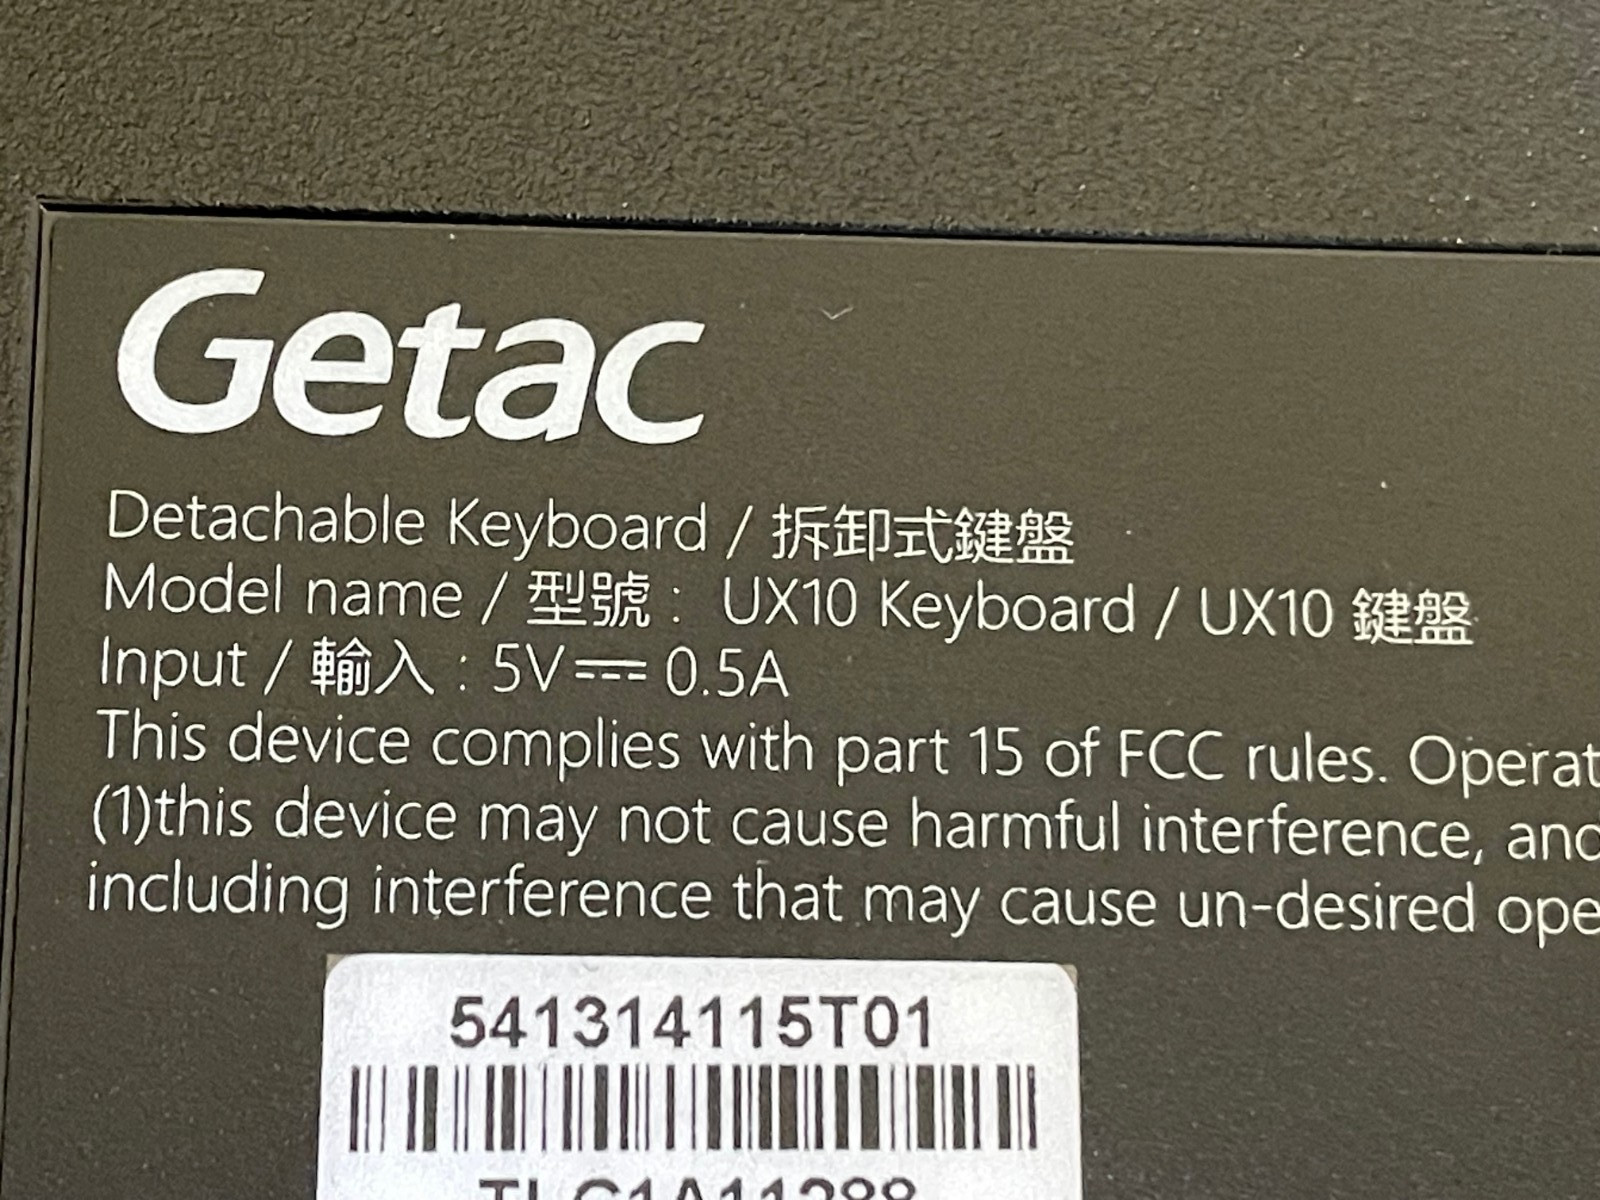 Getac
Detachable Keyboard / 拆卸式鍵盤
Model name / 型號 : UX10 Keyboard / UX10 鍵盤
Input / 輸入 : 5V⎓ 0.5A
This device complies with part 15 of FCC rules.
(1)this device may not cause harmful interference, and
including interference that may cause un-desired
541314115T01